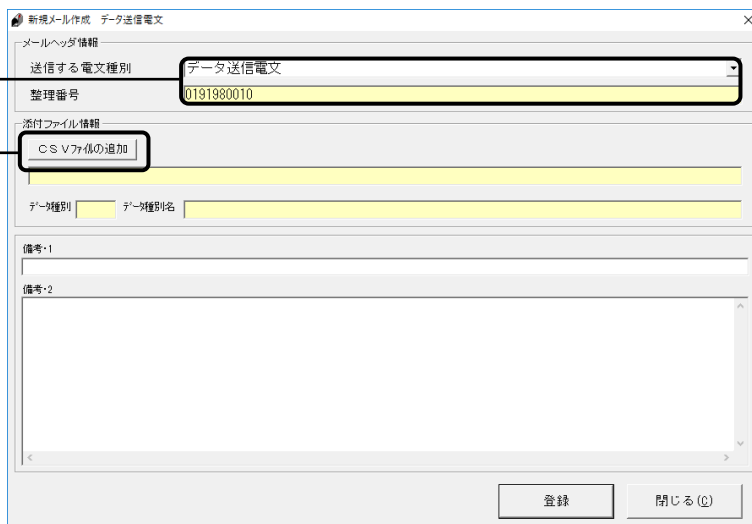 新規メール作成 データ送信電文
メールヘッダ情報
送信する電文種別 データ送信電文
整理番号 0191980010
添付ファイル情報
CSVファイルの追加
データ種別 データ種別名
備考・1
備考・2
登録 閉じる(C)